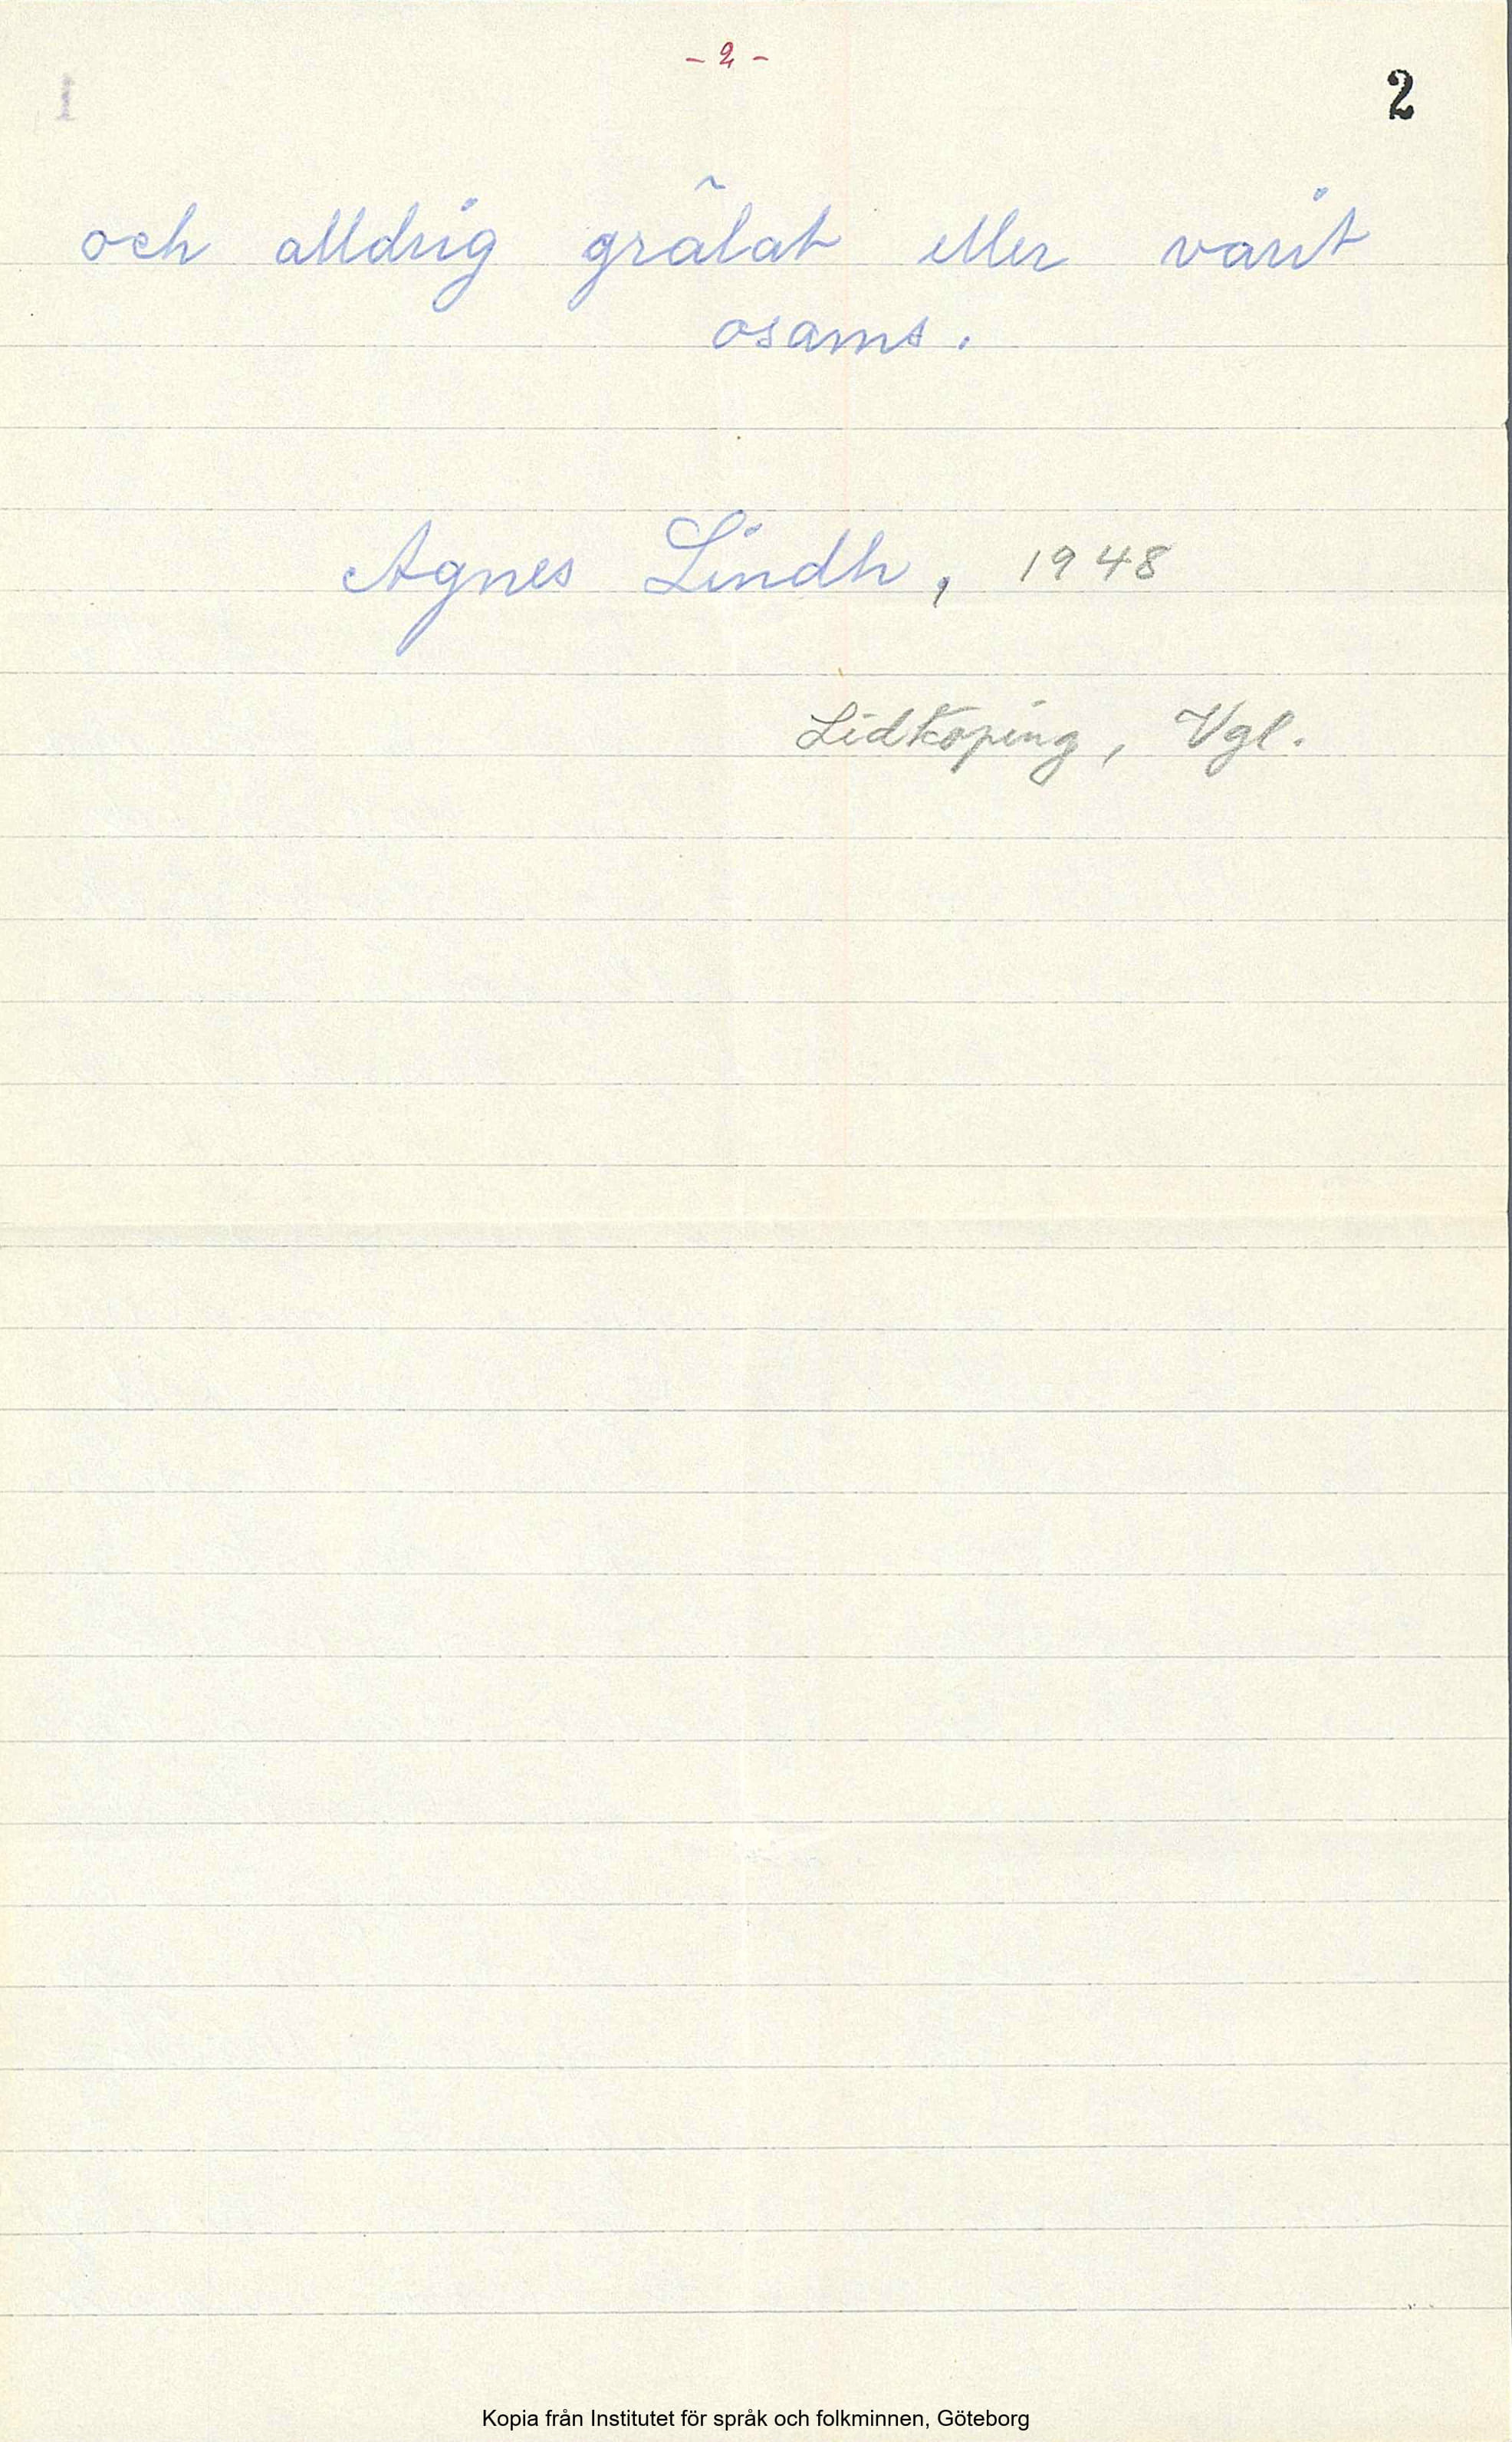 - 2 -
2
och alldrig grålat eller varit
osams.
Agnes Lindh, 1948
Lidköping, Vgl.
Kopia från Institutet för språk och folkminnen, Göteborg